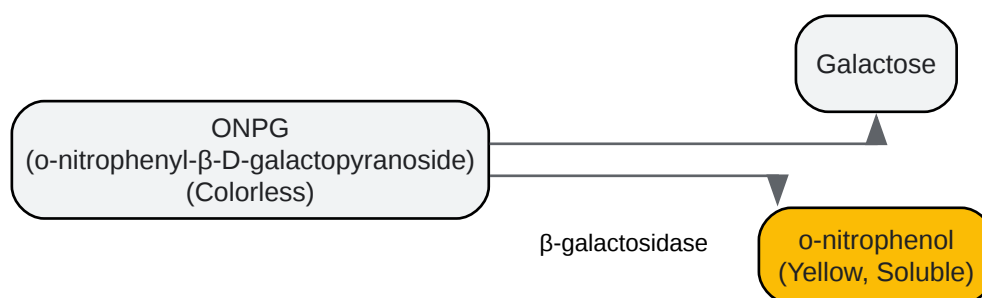 Galactose
ONPG
(o-nitrophenyl-β-D-galactopyranoside)
(Colorless)
β-galactosidase
o-nitrophenol
(Yellow, Soluble)